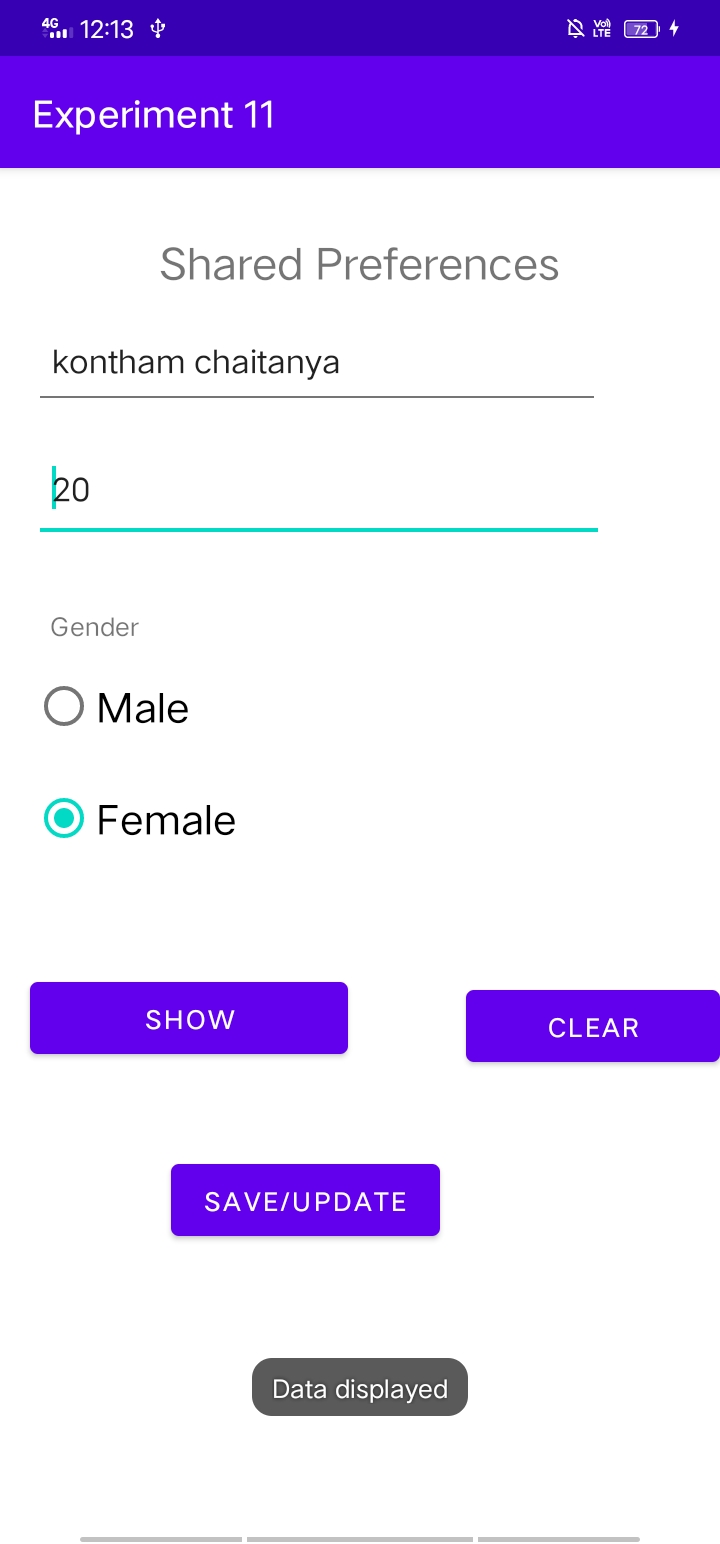 4G 12:13 Vo) LTE 72
Experiment 11
Shared Preferences
kontham chaitanya
20
Gender
Male
Female
SHOW
CLEAR
SAVE/UPDATE
Data displayed